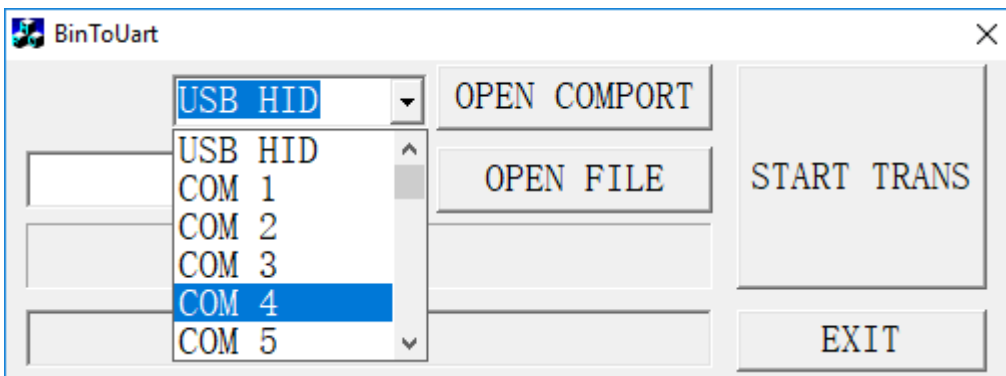 BinToUart
USB HID
OPEN COMPORT
START TRANS
USB HID
COM 1
COM 2
COM 3
COM 4
COM 5
OPEN FILE
EXIT